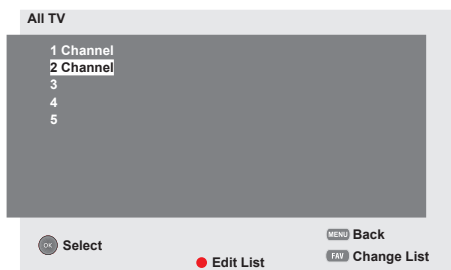 All TV
1 Channel
2 Channel
3
4
5
OK Select
Edit List
MENU Back
FAV Change List